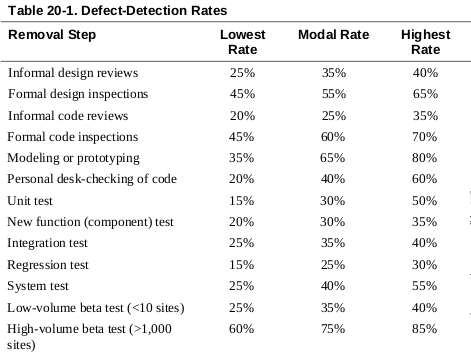 Table 20-1. Defect-Detection Rates
Removal Step Lowest Rate Modal Rate Highest Rate
Informal design reviews 25% 35% 40%
Formal design inspections 45% 55% 65%
Informal code reviews 20% 25% 35%
Formal code inspections 45% 60% 70%
Modeling or prototyping 35% 65% 80%
Personal desk-checking of code 20% 40% 60%
Unit test 15% 30% 50%
New function (component) test 20% 30% 35%
Integration test 25% 35% 40%
Regression test 15% 25% 30%
System test 25% 40% 55%
Low-volume beta test (<10 sites) 25% 35% 40%
High-volume beta test (>1,000 60% 75% 85%
sites)